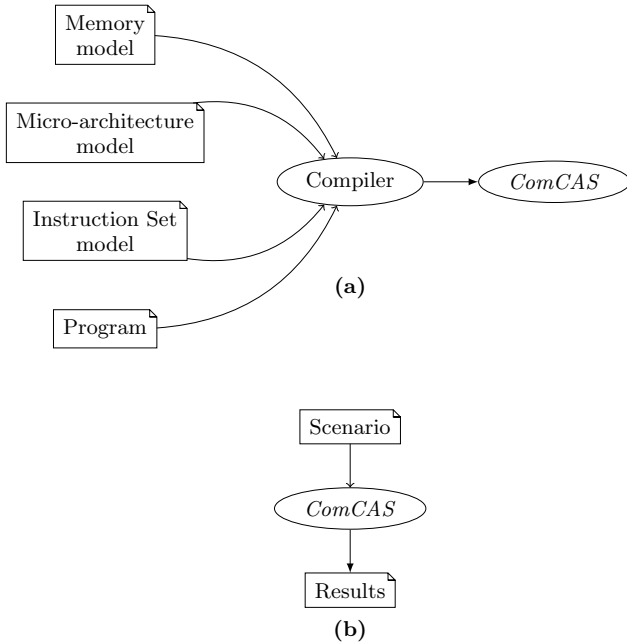 Memory
model
Micro-architecture
model
Instruction Set
model
Program
Compiler
ComCAS
(a)
Scenario
ComCAS
Results
(b)